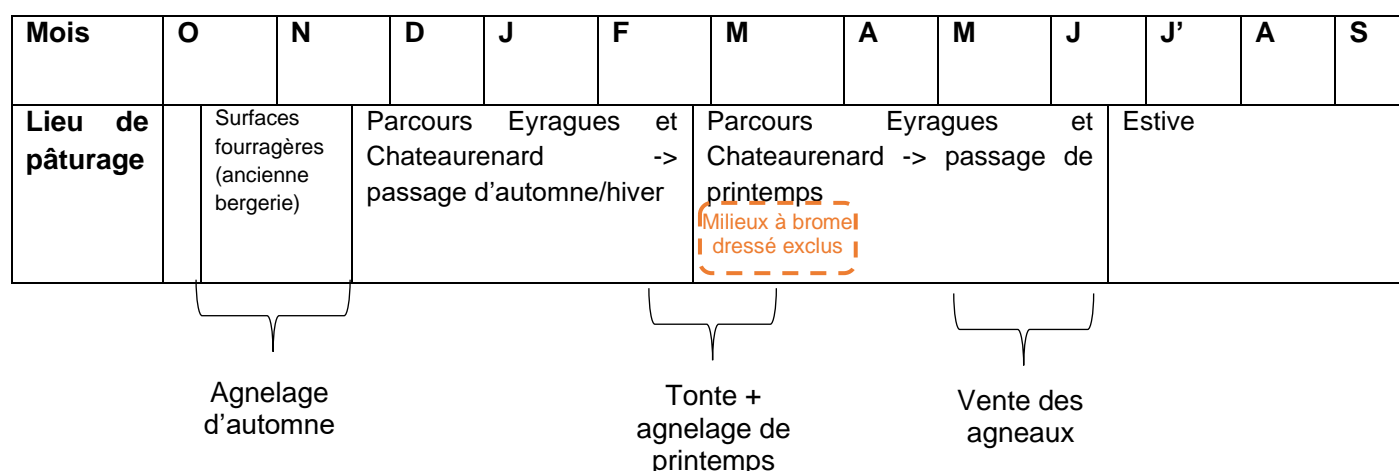 Mois O N D J F M A M J J’ A S
Lieu de
pâturage
Surfaces
fourragères
(ancienne
bergerie)
Parcours Eyragues et
Chateaurenard ->
passage d’automne/hiver
Parcours Eyragues et
Chateaurenard -> passage de
printemps
Milieux à brome
dressé exclus
Estive
Agnelage
d’automne
Tonte +
agnelage de
printemps
Vente des
agneaux